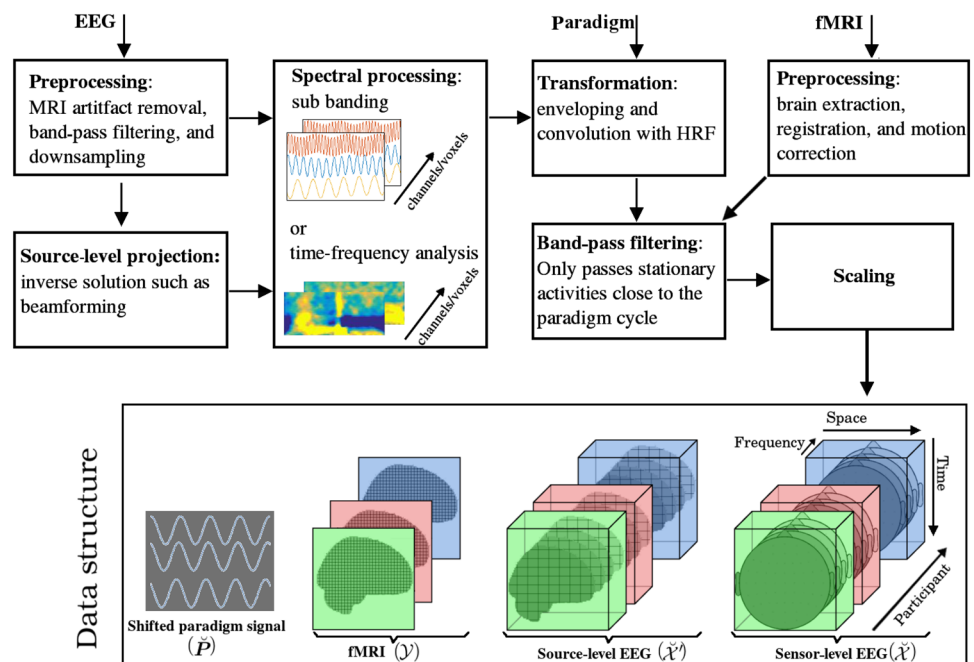 EEG
Paradigm
fMRI
Preprocessing:
MRI artitfact removal,
band-pass filtering, and
downsampling
Spectral processing:
sub banding
channels/voxels
or
time-frequency analysis
channels/voxels
Transformation:
enveloping and
convolution with HRF
Preprocessing:
brain extraction,
registration, and motion
correction
Source-level projection:
inverse solution such as
beamforming
Band-pass filtering:
Only passes stationary
activities close to the
paradigm cycle
Scaling
Data structure
Shifted paradigm signal
(P̆)
fMRI (𝒴)
Source-level EEG (𝒳̆′)
Sensor-level EEG (𝒳̆)
Space
Frequency
Time
Participant